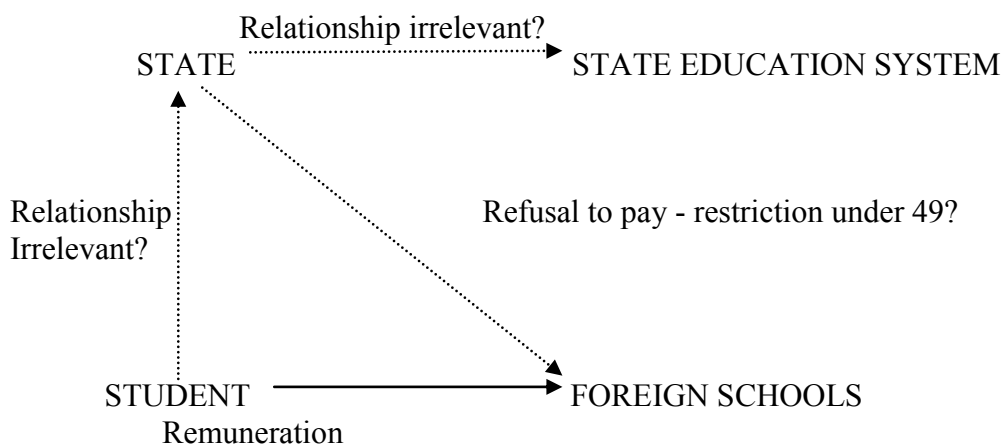 Relationship irrelevant?
STATE
STATE EDUCATION SYSTEM
Relationship
Irrelevant?
Refusal to pay - restriction under 49?
STUDENT
FOREIGN SCHOOLS
Remuneration